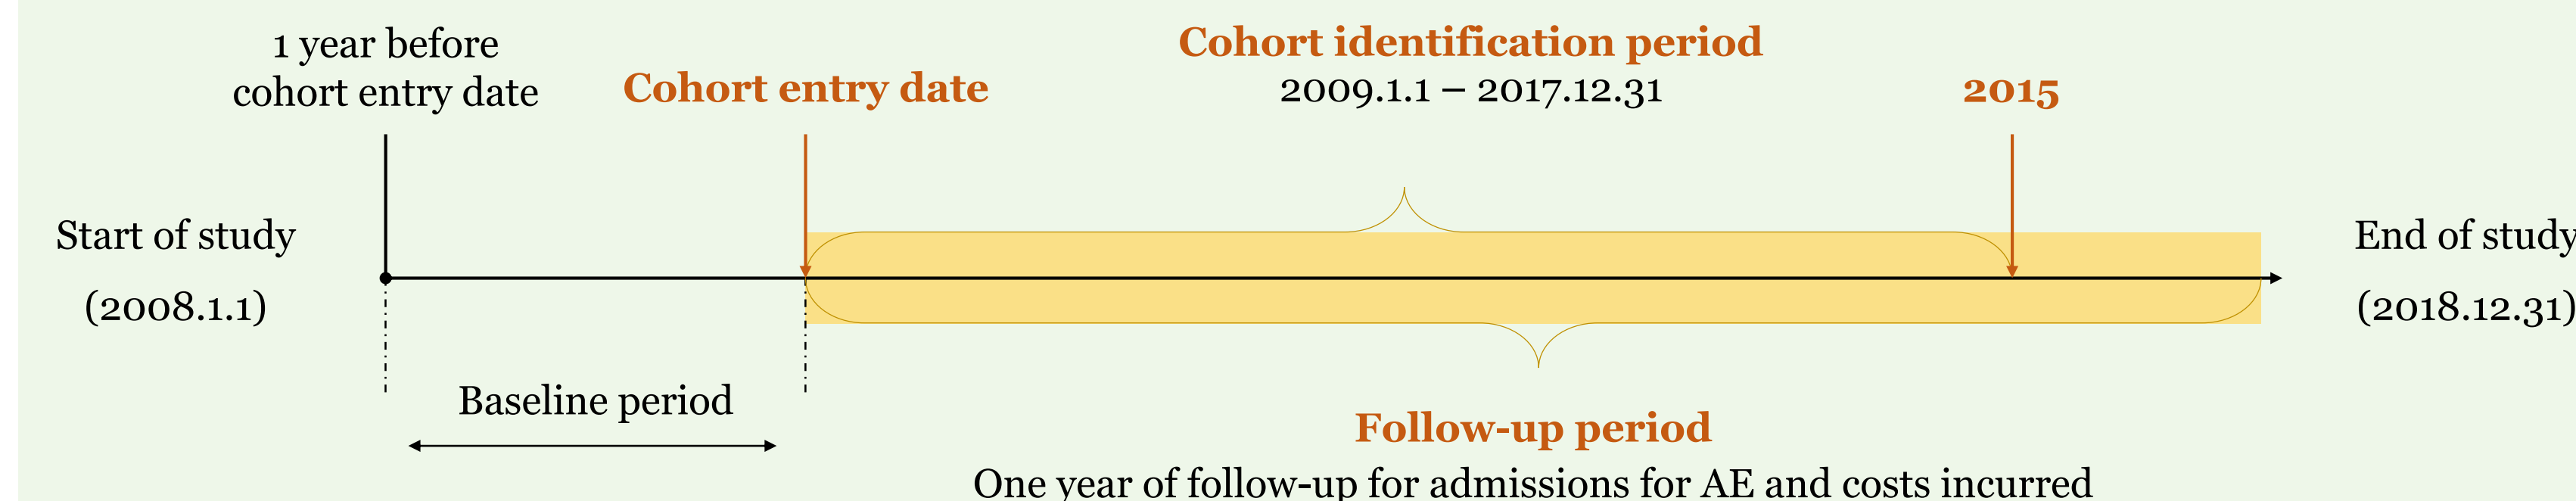 1 year before
cohort entry date
Cohort entry date
Cohort identification period
2009.1.1 – 2017.12.31
2015
Start of study
(2008.1.1)
End of study
(2018.12.31)
Baseline period
Follow-up period
One year of follow-up for admissions for AE and costs incurred